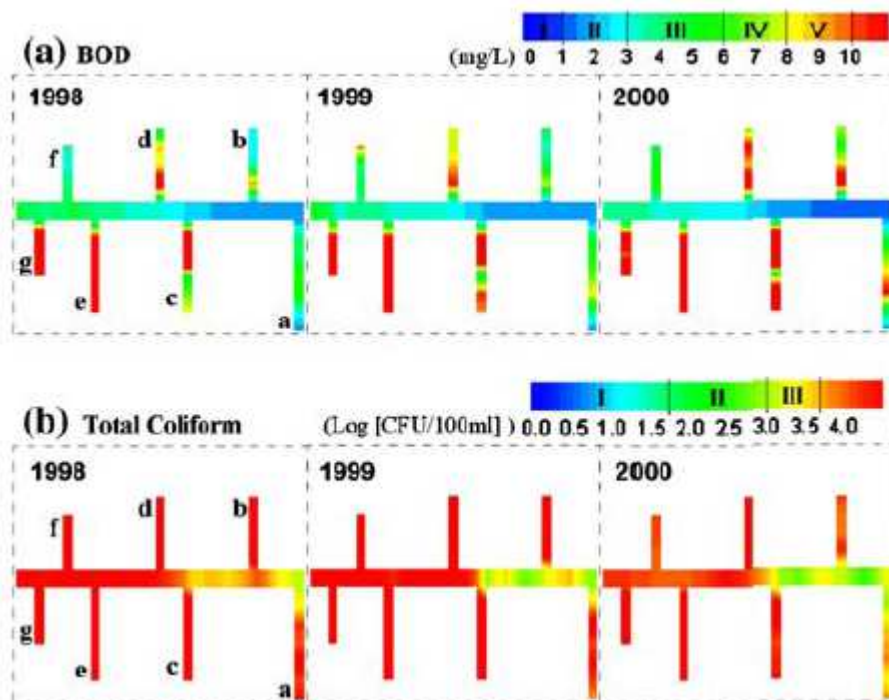 (a) BOD
I II III IV V
(mg/L) 0 1 2 3 4 5 6 7 8 9 10
1998 1999 2000
d b
f
g
e
c
a
(b) Total Coliform
I II III
(Log [CFU/100ml] ) 0.0 0.5 1.0 1.5 2.0 2.5 3.0 3.5 4.0
1998 1999 2000
d b
f
g
e
c
a